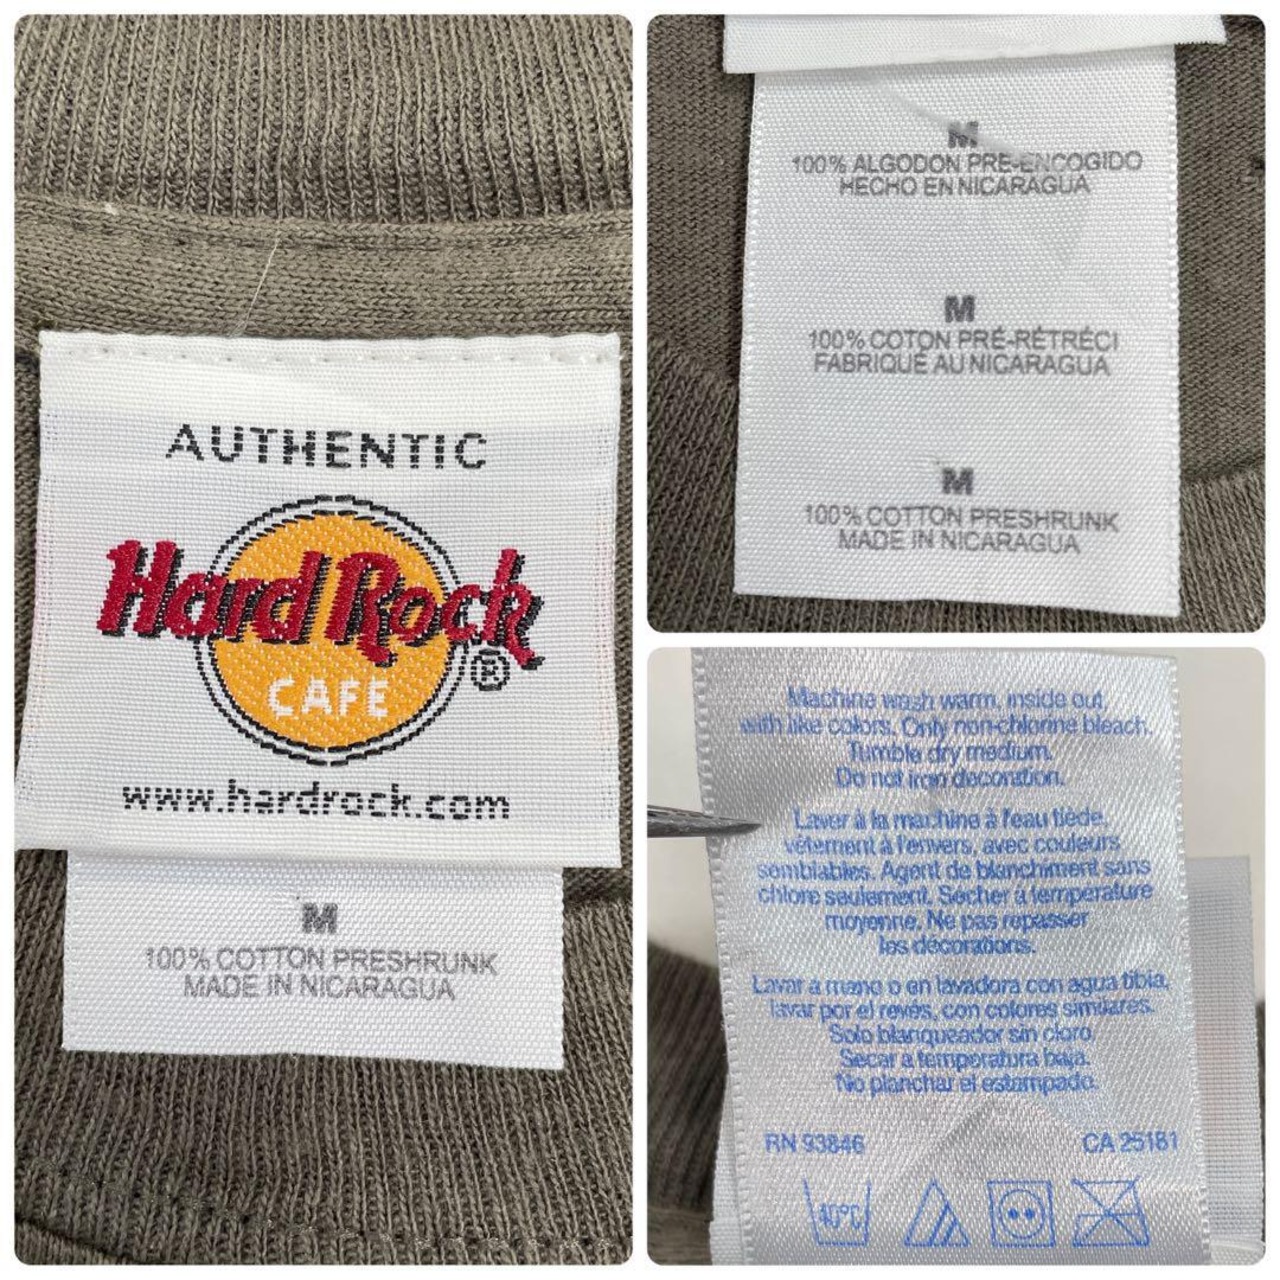 AUTHENTIC
Hard Rock
CAFE
®
www.hardrock.com
M
100% COTTON PRESHRUNK
MADE IN NICARAGUA
M
100% ALGODON PRE-ENCOGIDO
HECHO EN NICARAGUA
M
100% COTON PRÉ-RÉTRÉCI
FABRIQUÉ AU NICARAGUA
M
100% COTTON PRESHRUNK
MADE IN NICARAGUA
Machine wash warm, inside out,
with like colors. Only non-chlorine bleach.
Tumble dry medium.
Do not iron decoration.
Laver à la machine à l'eau tiède,
vêtement à l'envers, avec couleurs
semblables. Agent de blanchiment sans
chlore seulement. Sécher à température
moyenne. Ne pas repasser
les décorations.
Lavar a mano o en lavadora con agua tibia,
lavar por el revés, con colores similares.
Solo blanqueador sin cloro.
Secar a temperatura baja.
No planchar el estampado.
RN 93846 CA 25181
40°C